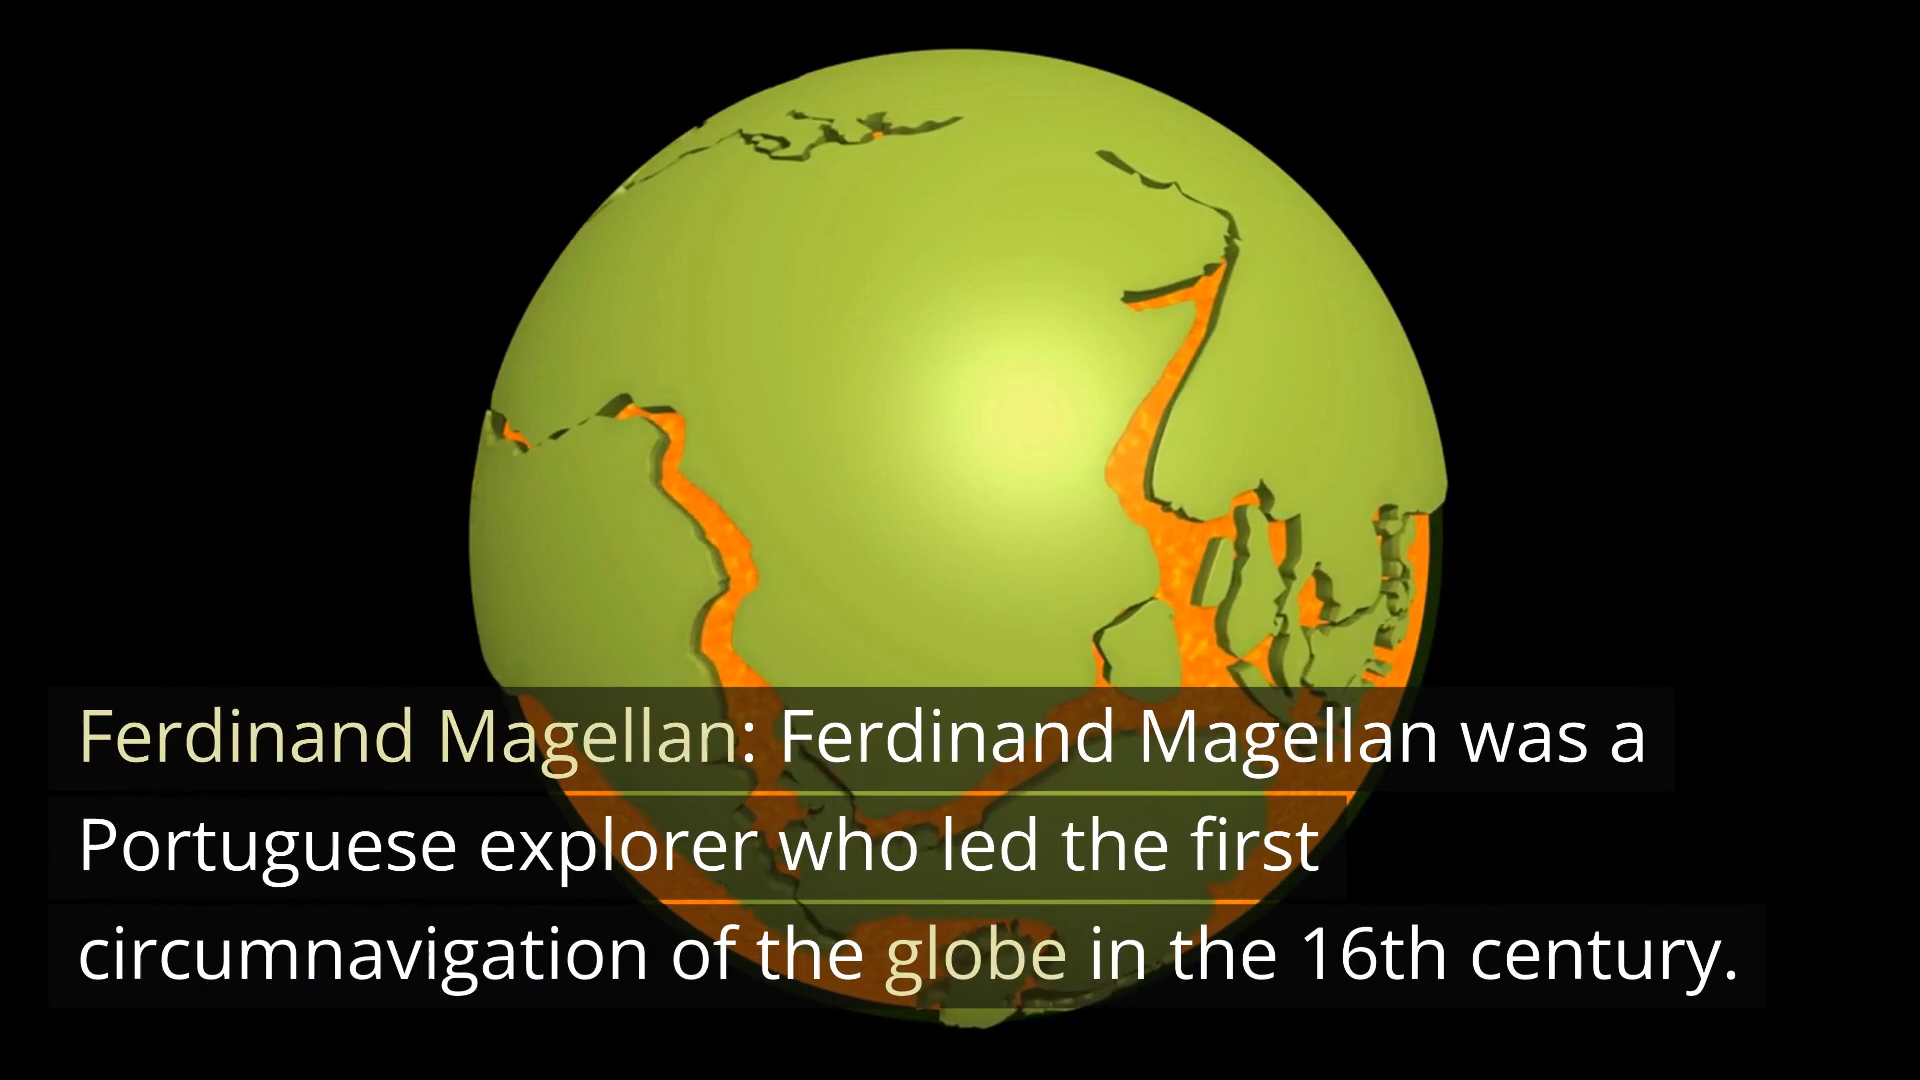 Ferdinand Magellan: Ferdinand Magellan was a
Portuguese explorer who led the first
circumnavigation of the globe in the 16th century.